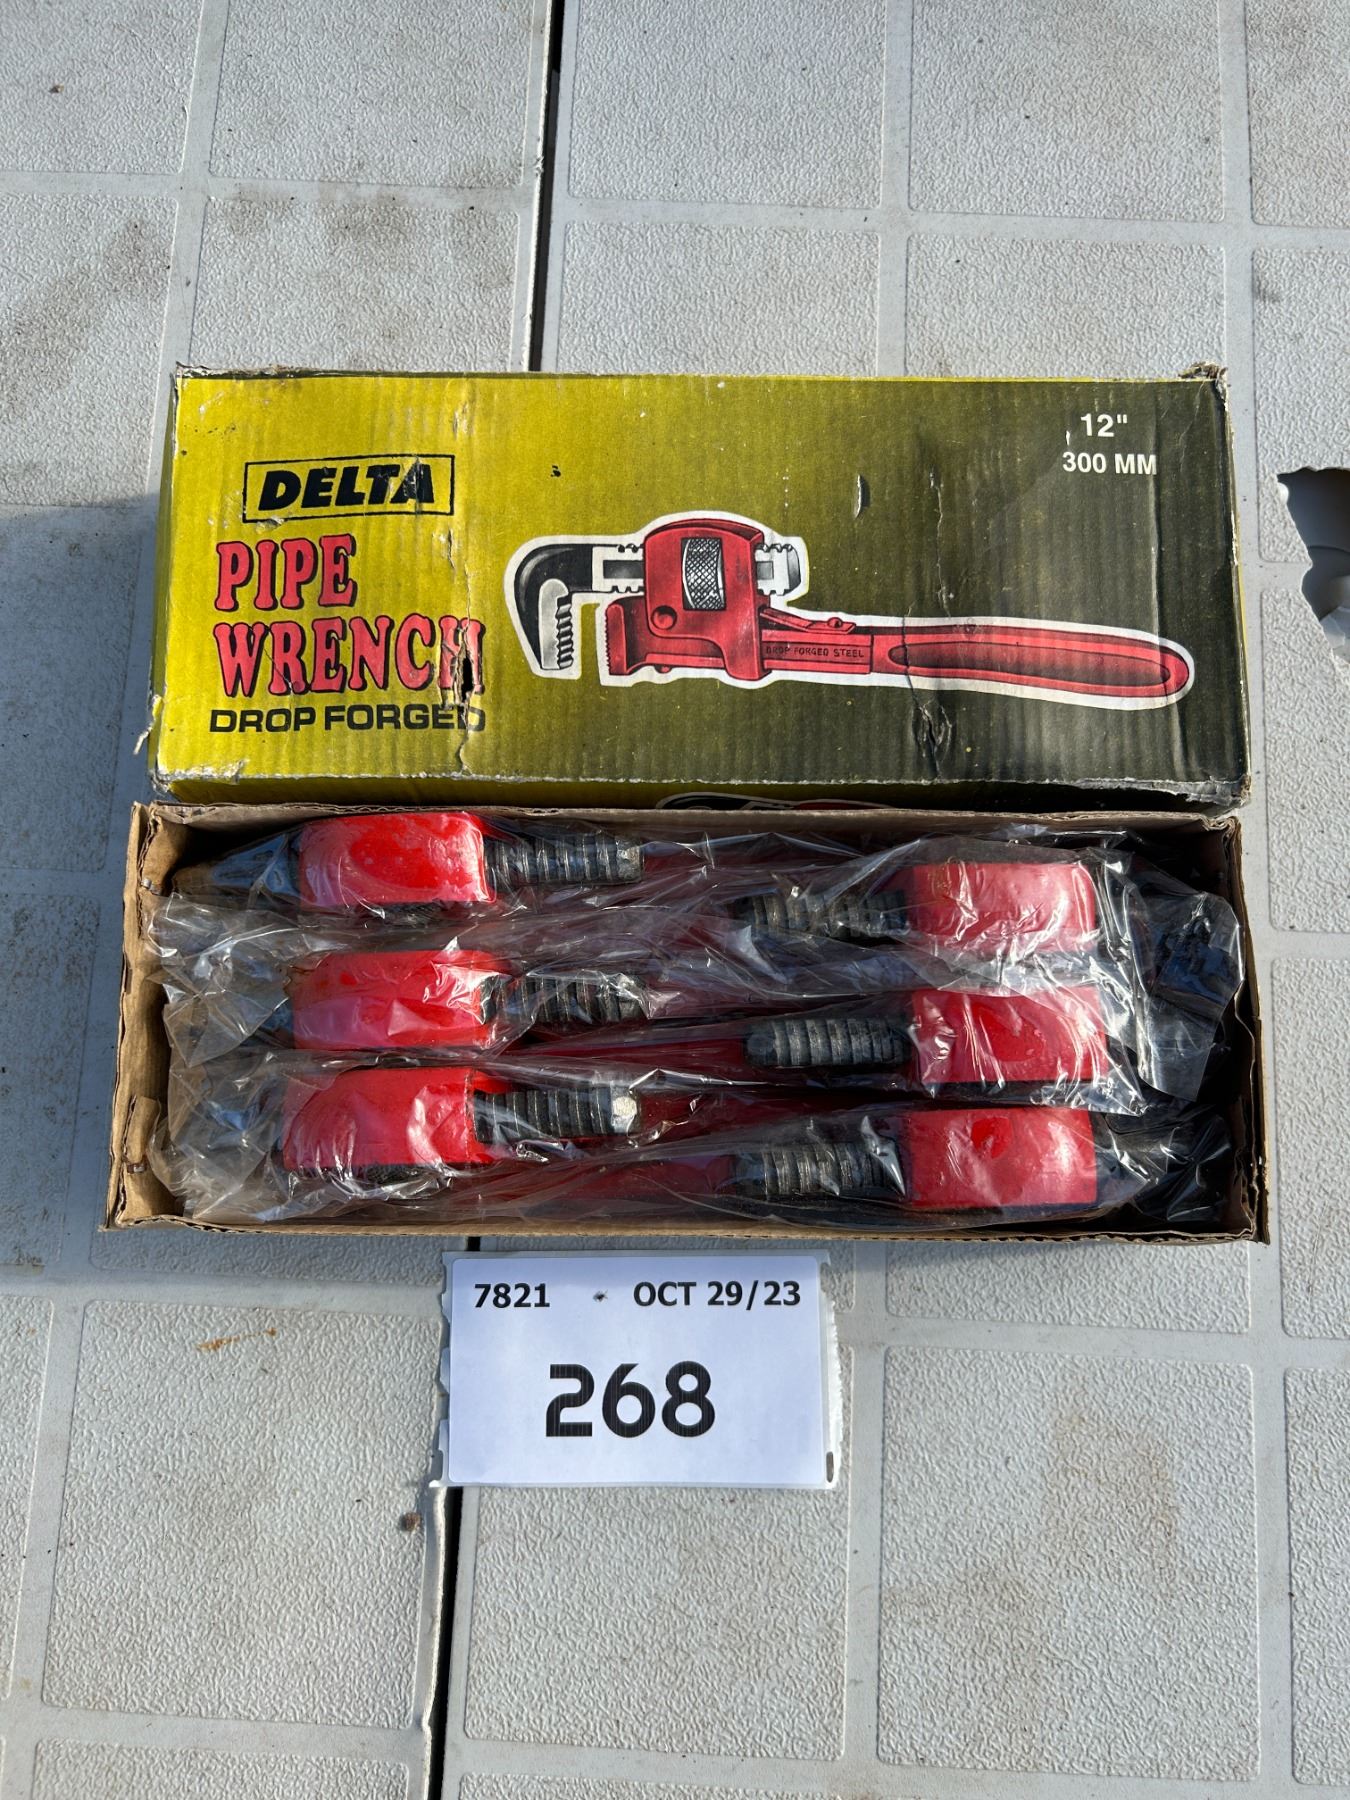 DELTA
PIPE
WRENCH
DROP FORGED
12"
300 MM
DROP FORGED STEEL
7821 OCT 29/23
268